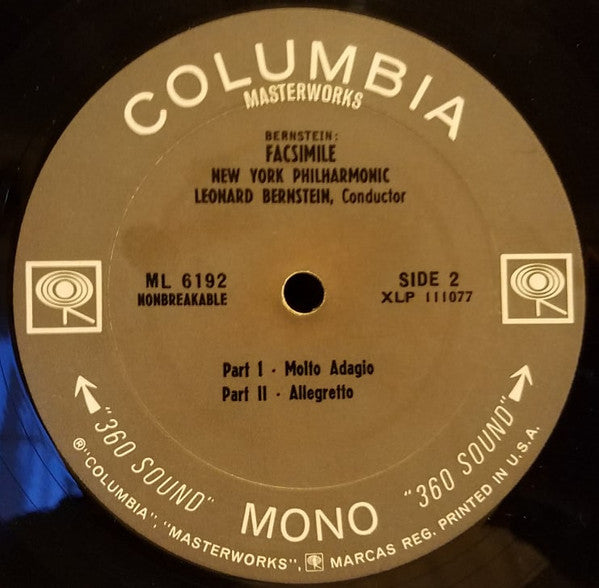 COLUMBIA
MASTERWORKS
BERNSTEIN:
FACSIMILE
NEW YORK PHILHARMONIC
LEONARD BERNSTEIN, Conductor
ML 6192
NONBREAKABLE
SIDE 2
XLP 111077
Part I - Molto Adagio
Part II - Allegretto
"360 SOUND"
MONO
"360 SOUND"
® "COLUMBIA", "MASTERWORKS", MARCAS REG. PRINTED IN U.S.A.